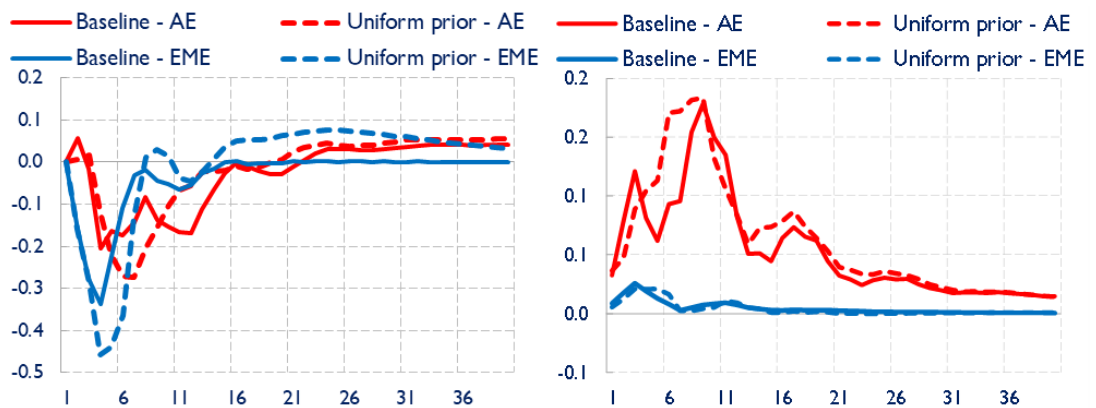 Baseline - AE Uniform prior - AE
Baseline - EME Uniform prior - EME
0.2
0.1
0.0
-0.1
-0.2
-0.3
-0.4
-0.5
1 6 11 16 21 26 31 36
Baseline - AE Uniform prior - AE
Baseline - EME Uniform prior - EME
0.2
0.2
0.1
0.1
0.0
-0.1
1 6 11 16 21 26 31 36